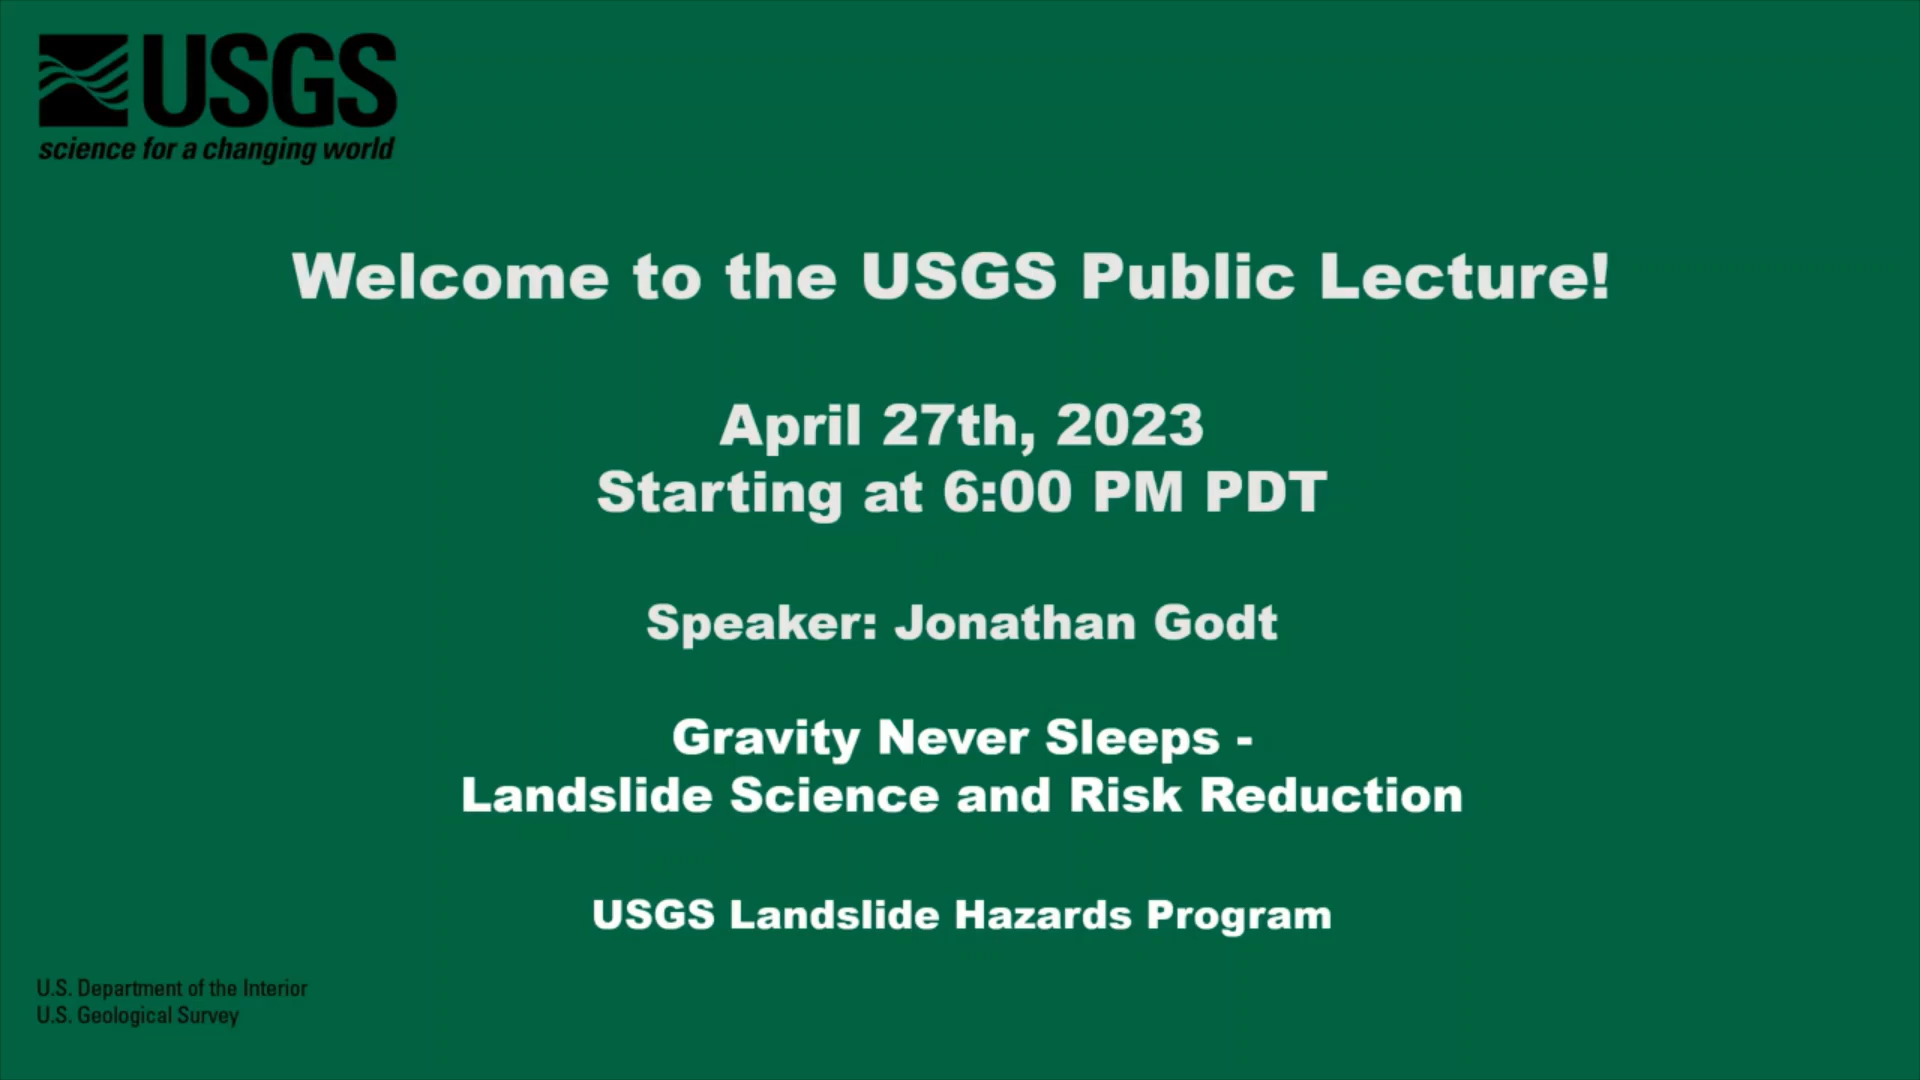 USGS
science for a changing world
Welcome to the USGS Public Lecture!
April 27th, 2023
Starting at 6:00 PM PDT
Speaker: Jonathan Godt
Gravity Never Sleeps -
Landslide Science and Risk Reduction
USGS Landslide Hazards Program
U.S. Department of the Interior
U.S. Geological Survey